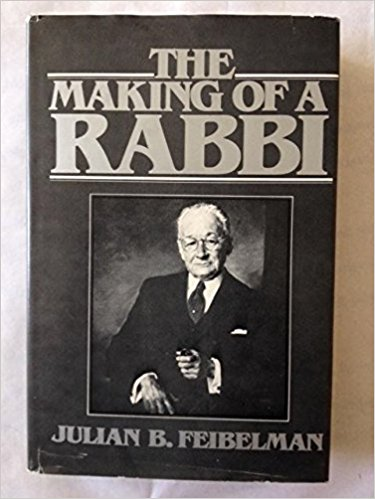 THE
MAKING OF A
RABBI
JULIAN B. FEIBELMAN